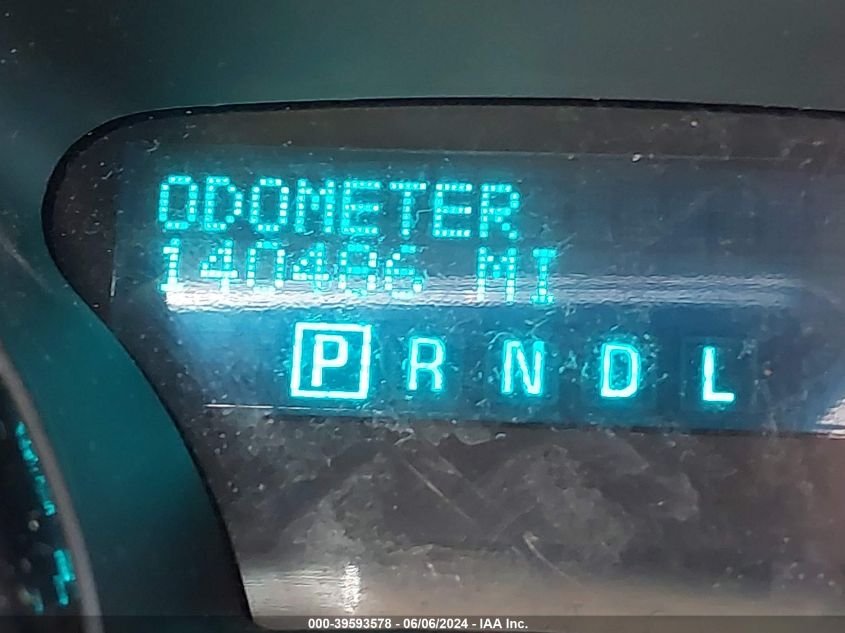 ODOMETER
140486 MI
P R N D L
000-39593578 | 06/06/2024 - IAA Inc.